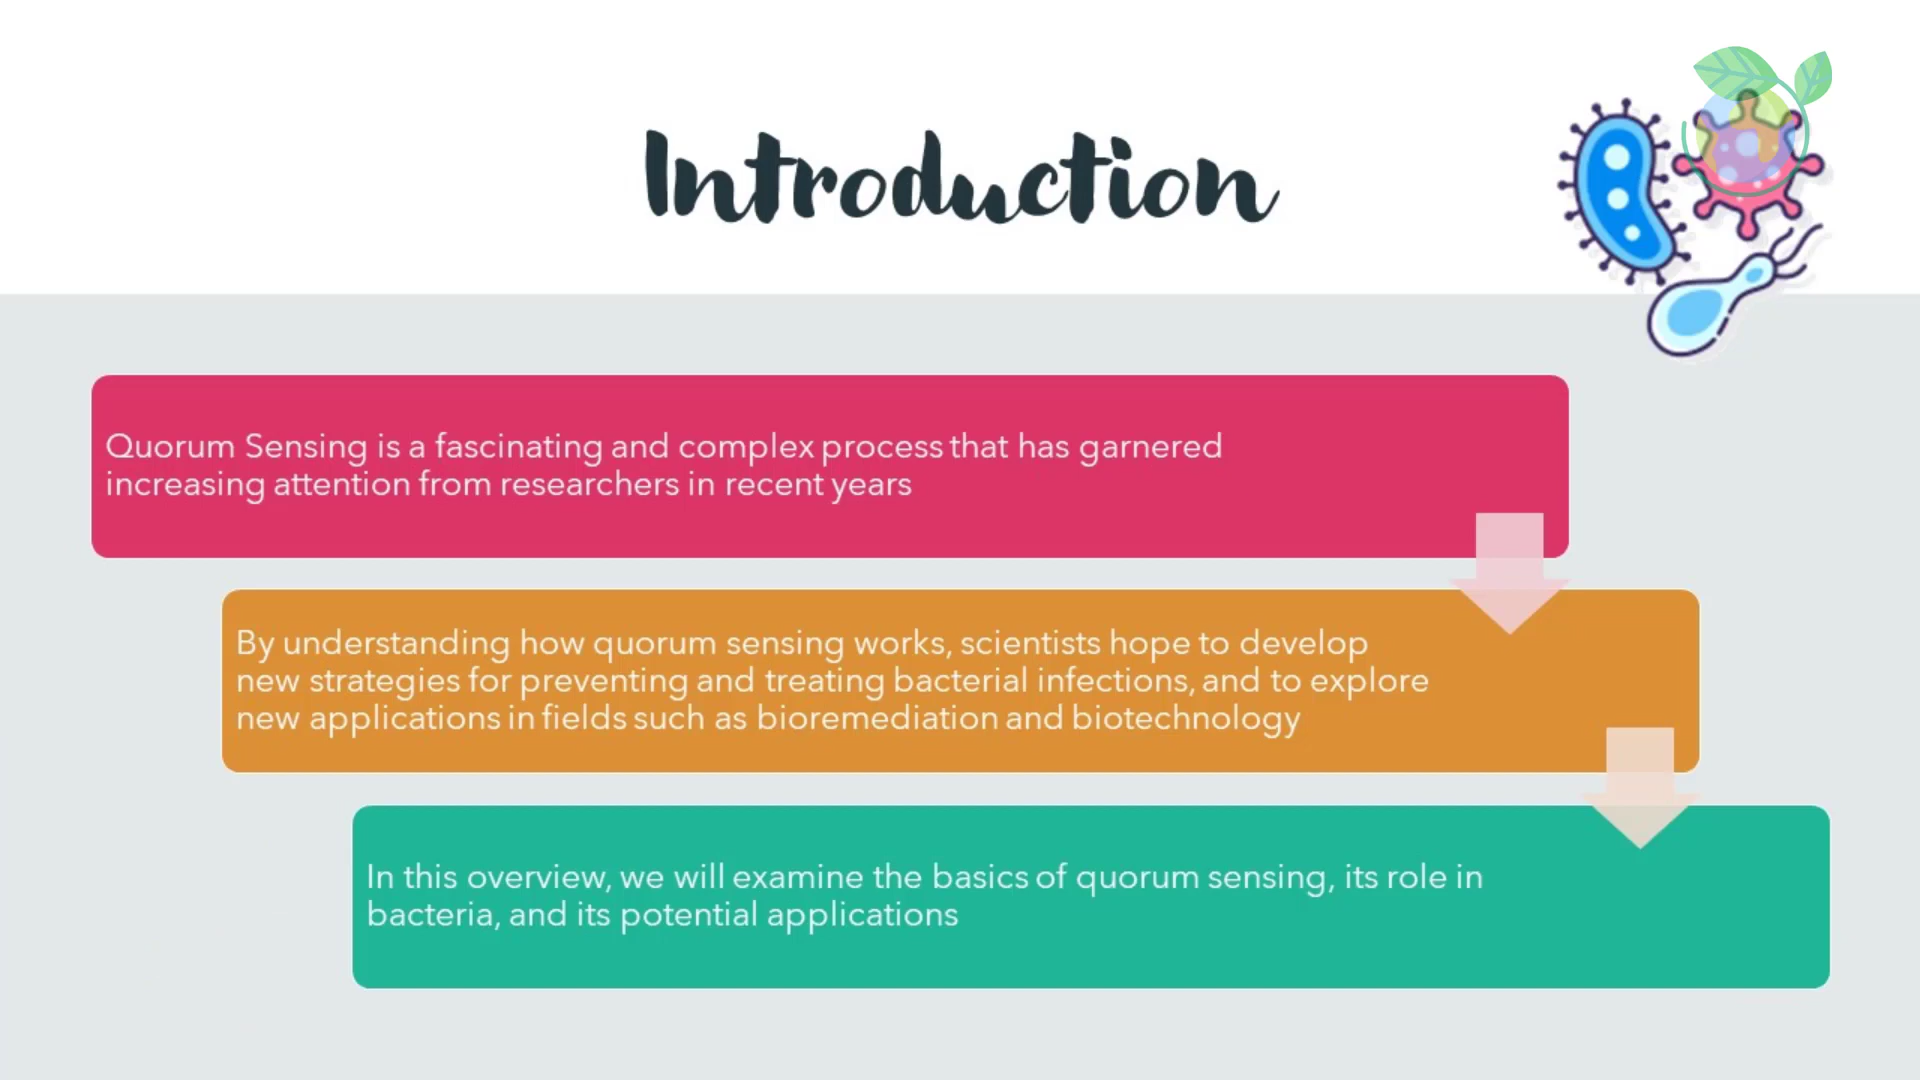 Introduction
Quorum Sensing is a fascinating and complex process that has garnered
increasing attention from researchers in recent years
By understanding how quorum sensing works, scientists hope to develop
new strategies for preventing and treating bacterial infections, and to explore
new applications in fields such as bioremediation and biotechnology
In this overview, we will examine the basics of quorum sensing, its role in
bacteria, and its potential applications